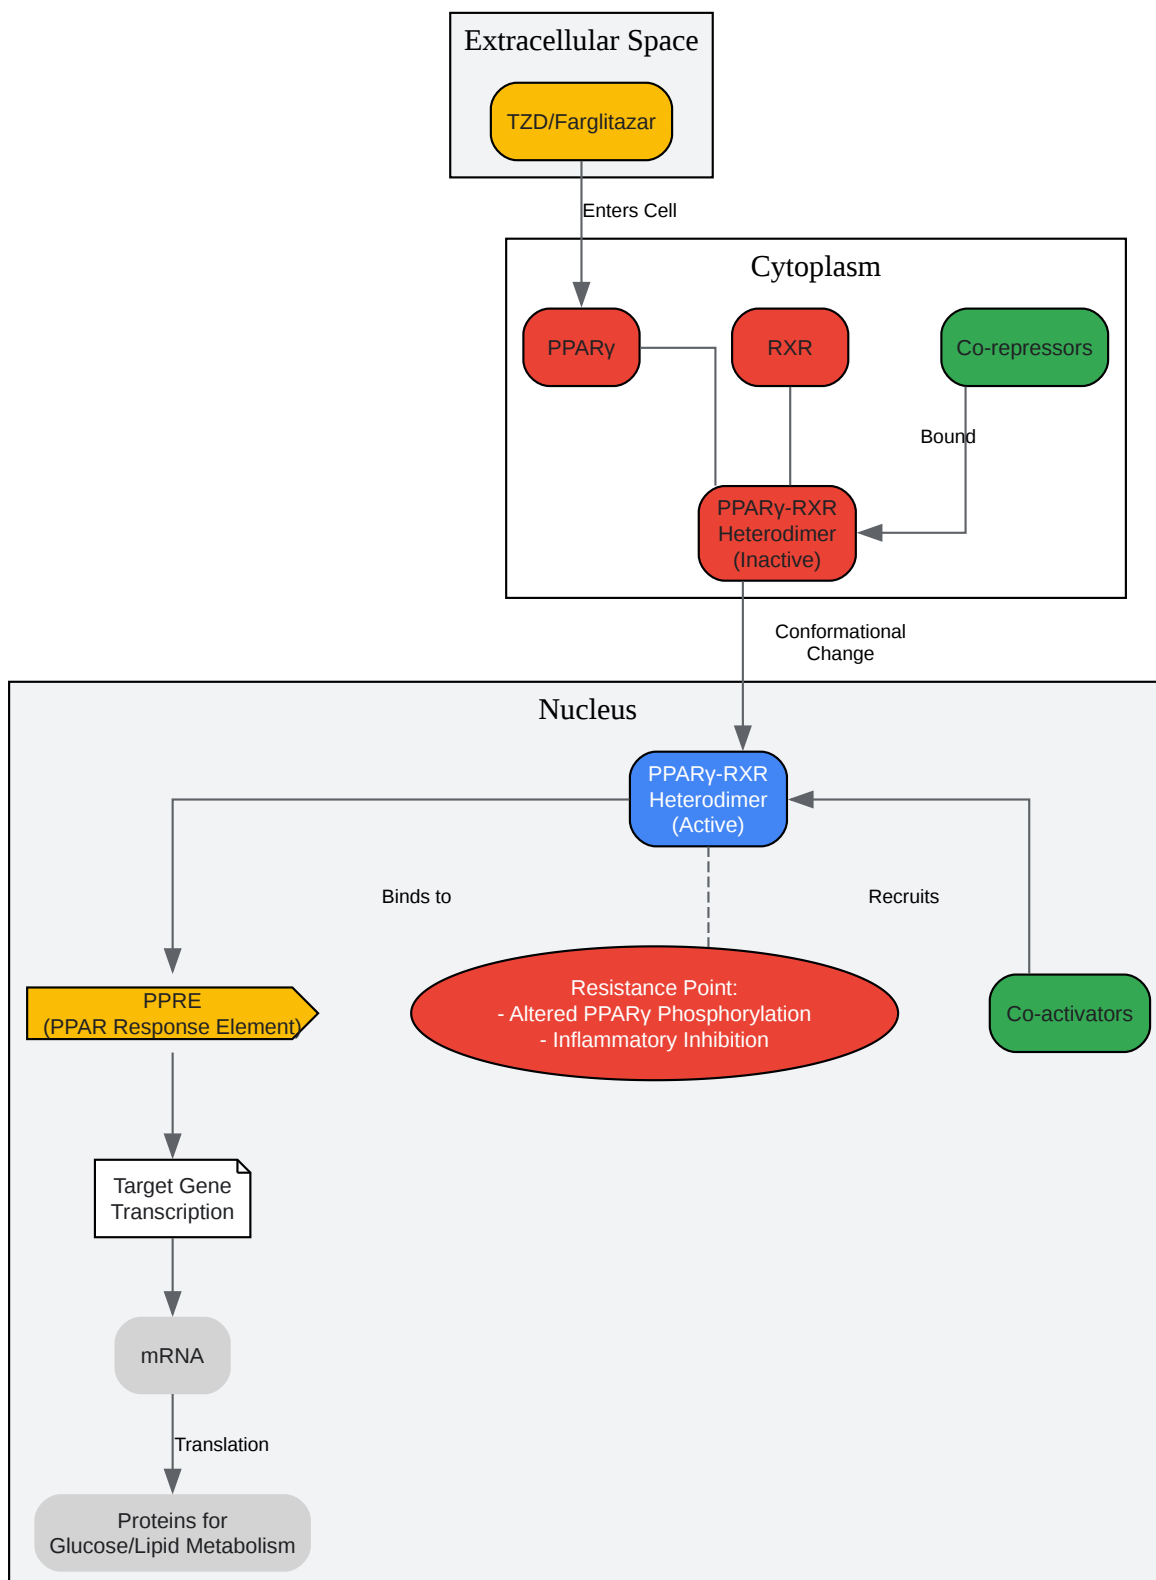 Extracellular Space
TZD/Farglitazar
Enters Cell
Cytoplasm
PPARγ
RXR
Co-repressors
Bound
PPARγ-RXR
Heterodimer
(Inactive)
Conformational
Change
Nucleus
PPARγ-RXR
Heterodimer
(Active)
Binds to
Recruits
PPRE
(PPAR Response Element)
Resistance Point:
- Altered PPARγ Phosphorylation
- Inflammatory Inhibition
Co-activators
Target Gene
Transcription
mRNA
Translation
Proteins for
Glucose/Lipid Metabolism